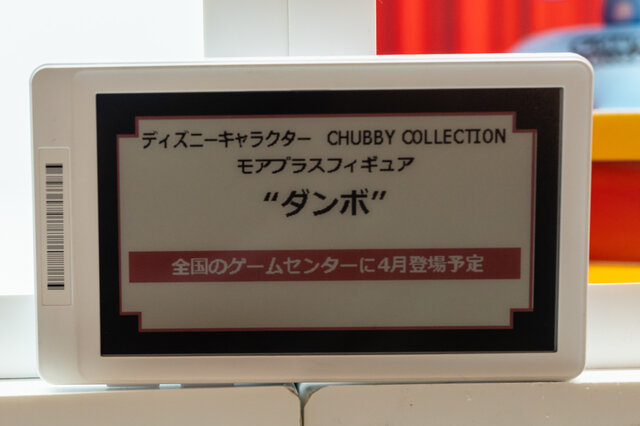 ディズニーキャラクター CHUBBY COLLECTION
モアプラスフィギュア
“ダンボ”
全国のゲームセンターに4月登場予定